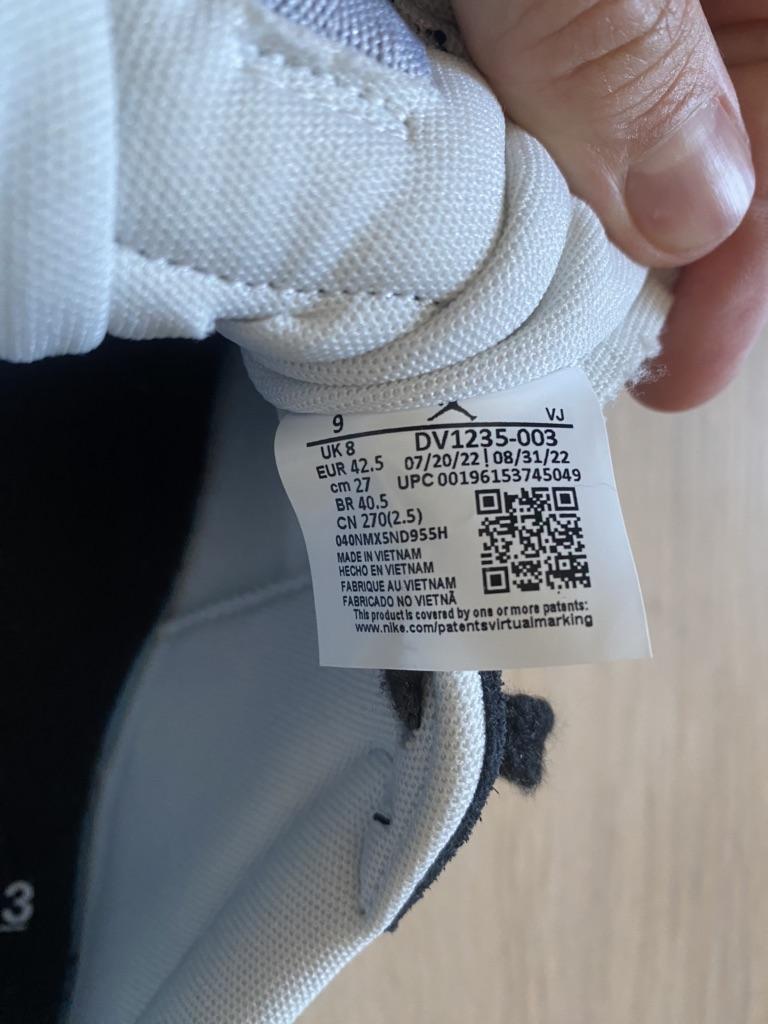 9 VJ
UK 8 DV1235-003
EUR 42.5 07/20/22 | 08/31/22
cm 27 UPC 00196153745049
BR 40.5
CN 270(2.5)
040NMX5ND955H
MADE IN VIETNAM
HECHO EN VIETNAM
FABRIQUE AU VIETNAM
FABRICADO NO VIETNÃ
This product is covered by one or more patents:
www.nike.com/patentsvirtualmarking
3